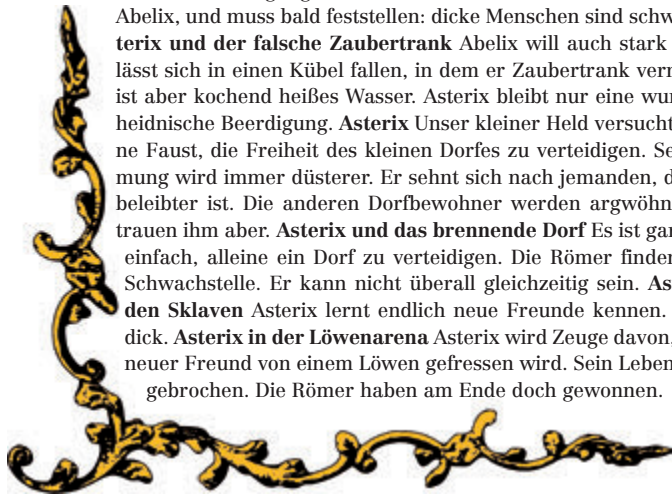 Abelix, und muss bald feststellen: dicke Menschen sind schw
terix und der falsche Zaubertrank Abelix will auch stark
lässt sich in einen Kübel fallen, in dem er Zaubertrank verm
ist aber kochend heißes Wasser. Asterix bleibt nur eine wur
heidnische Beerdigung. Asterix Unser kleiner Held versucht
ne Faust, die Freiheit des kleinen Dorfes zu verteidigen. Se
mung wird immer düsterer. Er sehnt sich nach jemanden, d
beleibter ist. Die anderen Dorfbewohner werden argwöhn
trauen ihm aber. Asterix und das brennende Dorf Es ist gar
einfach, alleine ein Dorf zu verteidigen. Die Römer finden
Schwachstelle. Er kann nicht überall gleichzeitig sein. As
den Sklaven Asterix lernt endlich neue Freunde kennen.
dick. Asterix in der Löwenarena Asterix wird Zeuge davon,
neuer Freund von einem Löwen gefressen wird. Sein Leben
gebrochen. Die Römer haben am Ende doch gewonnen.